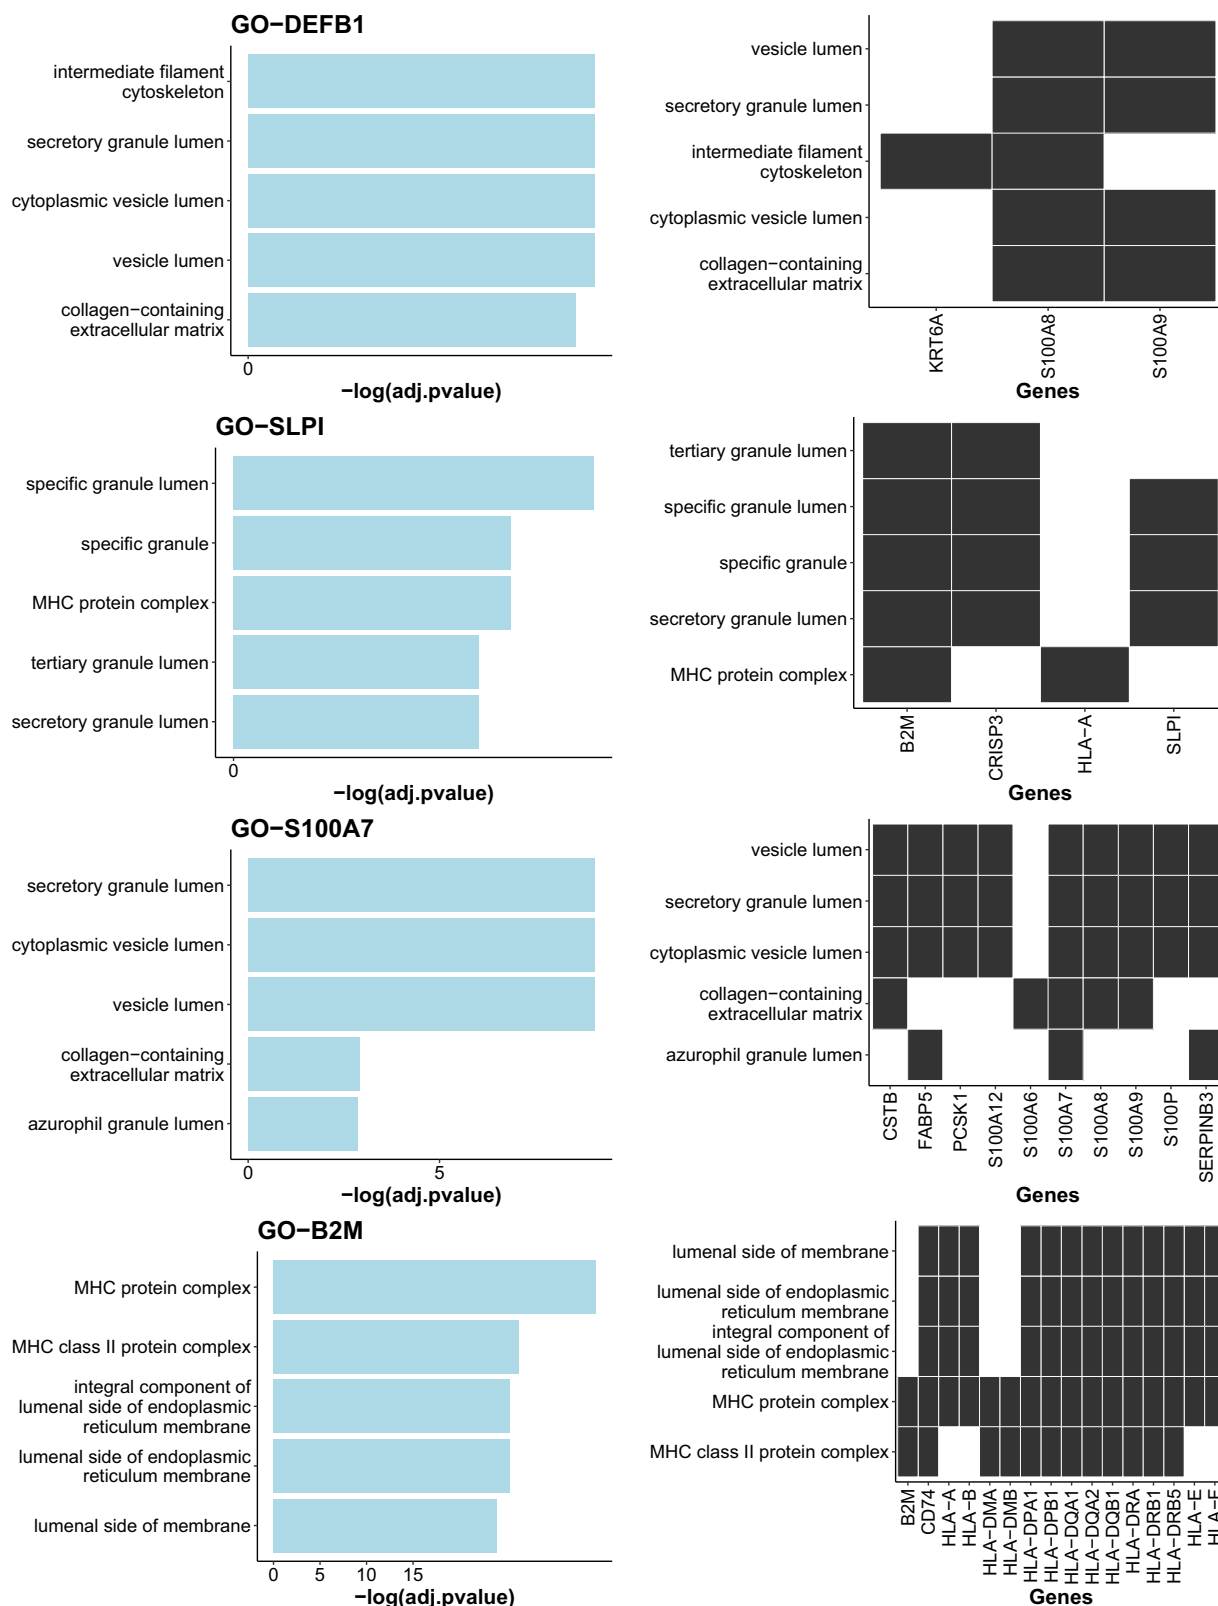 GO−DEFB1
intermediate filament
cytoskeleton
secretory granule lumen
cytoplasmic vesicle lumen
vesicle lumen
collagen−containing
extracellular matrix
0
−log(adj.pvalue)
vesicle lumen
secretory granule lumen
intermediate filament
cytoskeleton
cytoplasmic vesicle lumen
collagen−containing
extracellular matrix
KRT6A
S100A8
S100A9
Genes
GO−SLPI
specific granule lumen
specific granule
MHC protein complex
tertiary granule lumen
secretory granule lumen
0
−log(adj.pvalue)
tertiary granule lumen
specific granule lumen
specific granule
secretory granule lumen
MHC protein complex
B2M
CRISP3
HLA−A
SLPI
Genes
GO−S100A7
secretory granule lumen
cytoplasmic vesicle lumen
vesicle lumen
collagen−containing
extracellular matrix
azurophil granule lumen
0 5
−log(adj.pvalue)
vesicle lumen
secretory granule lumen
cytoplasmic vesicle lumen
collagen−containing
extracellular matrix
azurophil granule lumen
CSTB
FABP5
PCSK1
S100A12
S100A6
S100A7
S100A8
S100A9
S100P
SERPINB3
Genes
GO−B2M
MHC protein complex
MHC class II protein complex
integral component of
lumenal side of endoplasmic
reticulum membrane
lumenal side of endoplasmic
reticulum membrane
lumenal side of membrane
0 5 10 15
−log(adj.pvalue)
lumenal side of membrane
lumenal side of endoplasmic
reticulum membrane
integral component of
lumenal side of endoplasmic
reticulum membrane
MHC protein complex
MHC class II protein complex
B2M
CD74
HLA−A
HLA−B
HLA−DMA
HLA−DMB
HLA−DPA1
HLA−DPB1
HLA−DQA1
HLA−DQA2
HLA−DQB1
HLA−DRA
HLA−DRB1
HLA−DRB5
HLA−E
Genes